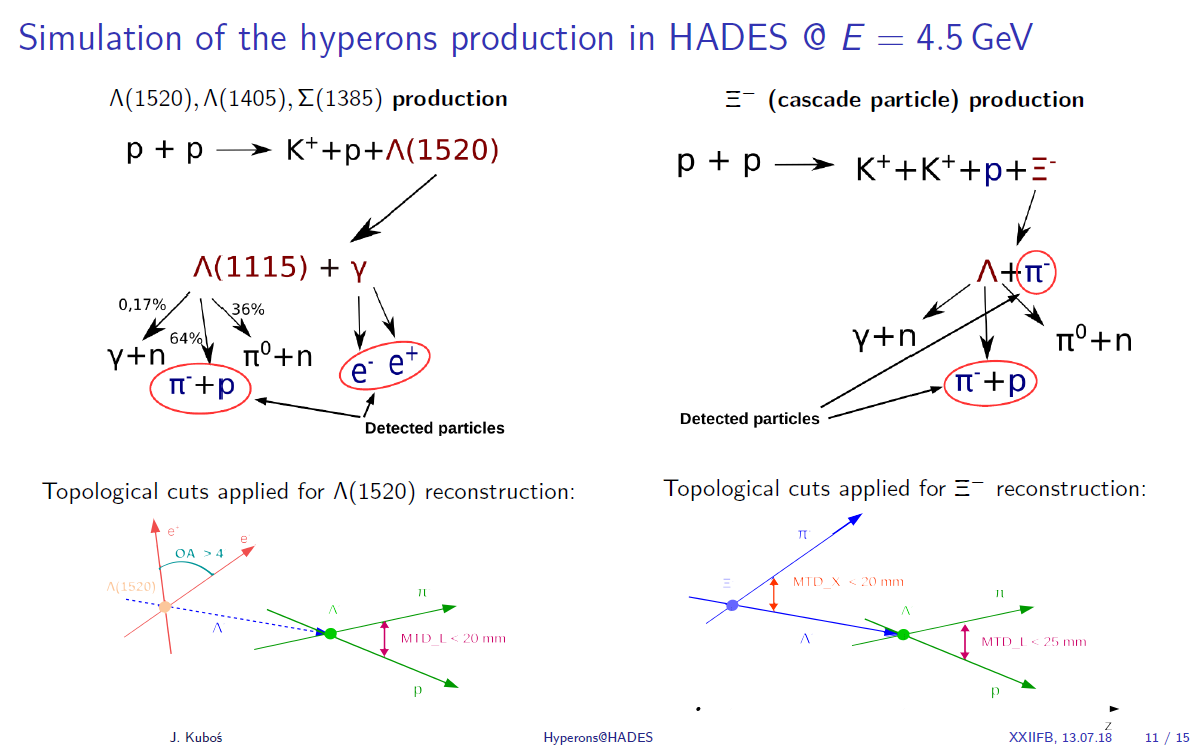 Simulation of the hyperons production in HADES @ E = 4.5 GeV
Λ(1520), Λ(1405), Σ(1385) production
p + p → K⁺+p+Λ(1520)
Λ(1115) + γ
0,17%
36%
64%
γ+n
π⁰+n
π⁻+p
e⁻ e⁺
Detected particles
Topological cuts applied for Λ(1520) reconstruction:
e⁻
e
OA > 4
Λ(1520)
Λ
Λ
π
MTD_L < 20 mm
p
Ξ⁻ (cascade particle) production
p + p → K⁺+K⁺+p+Ξ⁻
Λ+π⁻
γ+n
π⁰+n
π⁻+p
Detected particles
Topological cuts applied for Ξ⁻ reconstruction:
π
Ξ
MTD_X < 20 mm
Λ
Λ
π
MTD_L < 25 mm
p
Z
J. Kuboś
Hyperons@HADES
XXIIFB, 13.07.18
11 / 15